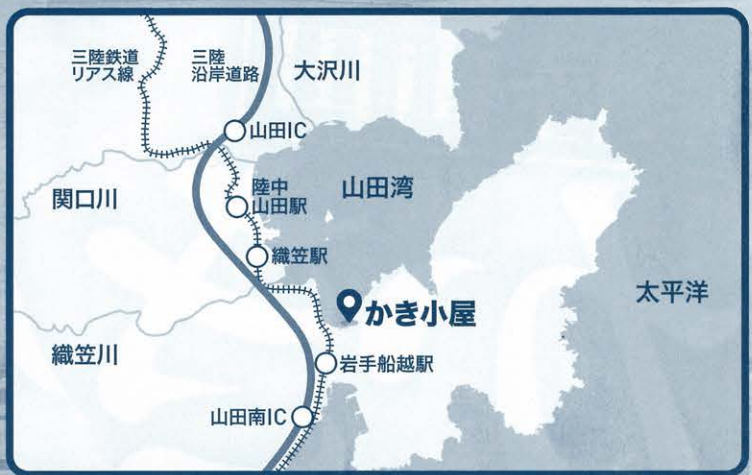 三陸鉄道
リアス線
三陸
沿岸道路
大沢川
山田IC
関口川
陸中
山田駅
山田湾
織笠駅
太平洋
かき小屋
織笠川
岩手船越駅
山田南IC